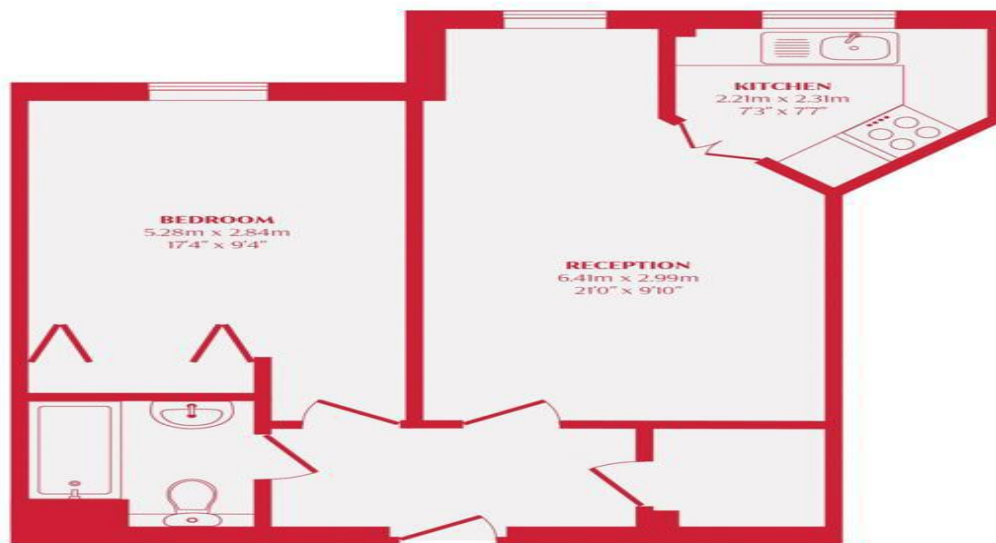 KITCHEN
2.21m x 2.31m
7'3" x 7'7"
BEDROOM
5.28m x 2.84m
17'4" x 9'4"
RECEPTION
6.41m x 2.99m
21'0" x 9'10"